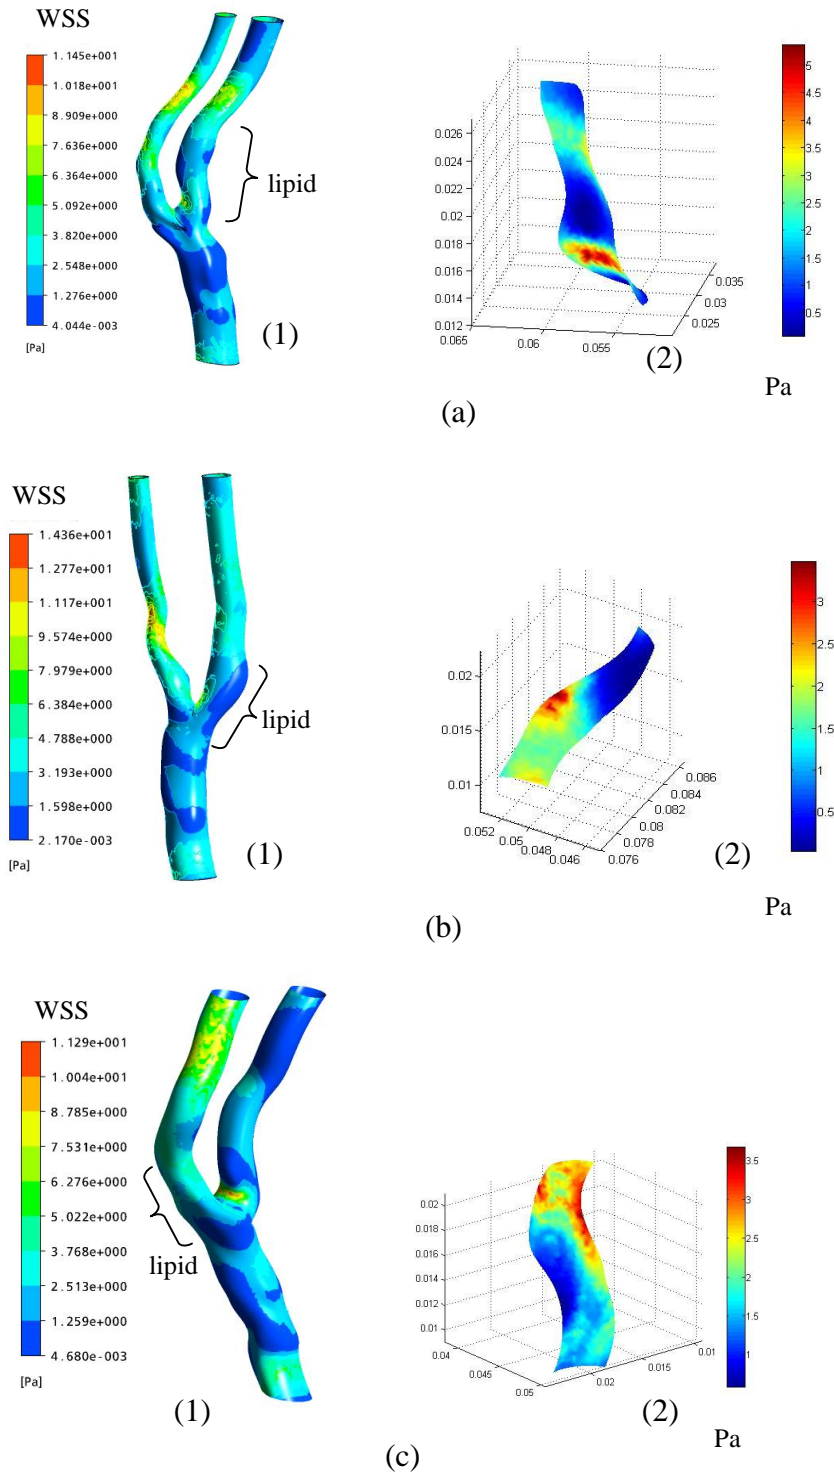 WSS
1.145e+001
1.018e+001
8.909e+000
7.636e+000
6.364e+000
5.092e+000
3.820e+000
2.548e+000
1.276e+000
4.044e-003
[Pa]
lipid
(1)
0.026
0.024
0.022
0.02
0.018
0.016
0.014
0.012
0.065
0.06
0.055
0.035
0.03
0.025
5
4.5
4
3.5
3
2.5
2
1.5
1
0.5
(2)
Pa
(a)
WSS
1.436e+001
1.277e+001
1.117e+001
9.574e+000
7.979e+000
6.384e+000
4.788e+000
3.193e+000
1.598e+000
2.170e-003
[Pa]
lipid
(1)
0.02
0.015
0.01
0.052
0.05
0.048
0.046
0.086
0.084
0.082
0.08
0.078
0.076
3
2.5
2
1.5
1
0.5
(2)
Pa
(b)
WSS
1.129e+001
1.004e+001
8.785e+000
7.531e+000
6.276e+000
5.022e+000
3.768e+000
2.513e+000
1.259e+000
4.680e-003
[Pa]
lipid
(1)
0.02
0.018
0.016
0.014
0.012
0.01
0.04
0.045
0.05
0.02
0.015
0.01
3.5
3
2.5
2
1.5
1
(2)
Pa
(c)